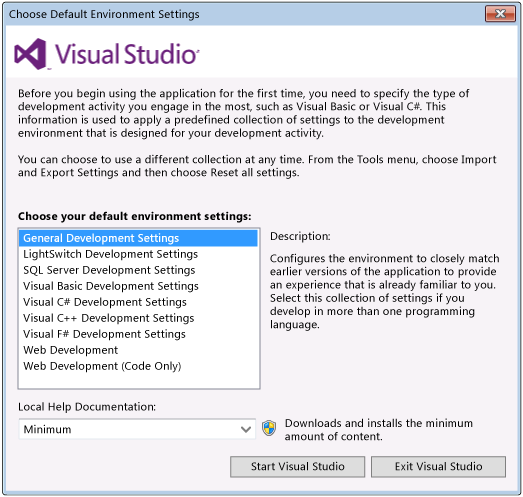 Choose Default Environment Settings
Visual Studio
Before you begin using the application for the first time, you need to specify the type of
development activity you engage in the most, such as Visual Basic or Visual C#. This
information is used to apply a predefined collection of settings to the development
environment that is designed for your development activity.
You can choose to use a different collection at any time. From the Tools menu, choose Import
and Export Settings and then choose Reset all settings.
Choose your default environment settings:
General Development Settings
LightSwitch Development Settings
SQL Server Development Settings
Visual Basic Development Settings
Visual C# Development Settings
Visual C++ Development Settings
Visual F# Development Settings
Web Development
Web Development (Code Only)
Description:
Configures the environment to closely match
earlier versions of the application to provide
an experience that is already familiar to you.
Select this collection of settings if you
develop in more than one programming
language.
Local Help Documentation:
Minimum
Downloads and installs the minimum
amount of content.
Start Visual Studio
Exit Visual Studio